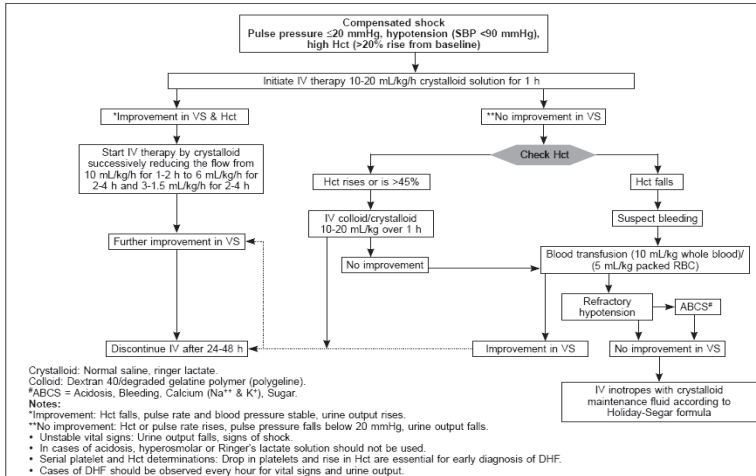 Compensated shock
Pulse pressure ≤20 mmHg, hypotension (SBP <90 mmHg),
high Hct (>20% rise from baseline)
Initiate IV therapy 10-20 mL/kg/h crystalloid solution for 1 h
*Improvement in VS & Hct
**No improvement in VS
Start IV therapy by crystalloid
successively reducing the flow from
10 mL/kg/h for 1-2 h to 6 mL/kg/h for
2-4 h and 3-1.5 mL/kg/h for 2-4 h
Check Hct
Hct rises or is >45%
Hct falls
IV colloid/crystalloid
10-20 mL/kg over 1 h
Suspect bleeding
Further improvement in VS
No improvement
Blood transfusion (10 mL/kg whole blood)/
(5 mL/kg packed RBC)
Refractory
hypotension
ABCS#
Discontinue IV after 24-48 h
Improvement in VS
No improvement in VS
IV inotropes with crystalloid
maintenance fluid according to
Holiday-Segar formula
Crystalloid: Normal saline, ringer lactate.
Colloid: Dextran 40/degraded gelatine polymer (polygeline).
#ABCS = Acidosis, Bleeding, Calcium (Na++ & K+), Sugar.
Notes:
*Improvement: Hct falls, pulse rate and blood pressure stable, urine output rises.
**No improvement: Hct or pulse rate rises, pulse pressure falls below 20 mmHg, urine output falls.
• Unstable vital signs: Urine output falls, signs of shock.
• In cases of acidosis, hyperosmolar or Ringer's lactate solution should not be used.
• Serial platelet and Hct determinations: Drop in platelets and rise in Hct are essential for early diagnosis of DHF.
• Cases of DHF should be observed every hour for vital signs and urine output.